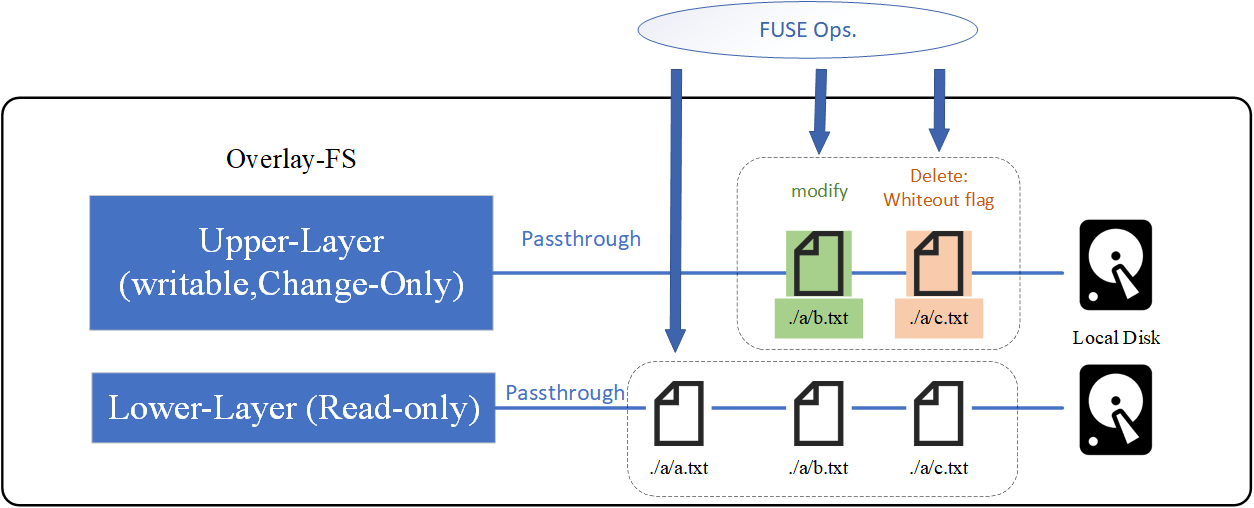 FUSE Ops.
Overlay-FS
Upper-Layer
(writable,Change-Only)
Passthrough
modify
Delete:
Whiteout flag
./a/b.txt
./a/c.txt
Local Disk
Lower-Layer (Read-only)
Passthrough
./a/a.txt
./a/b.txt
./a/c.txt